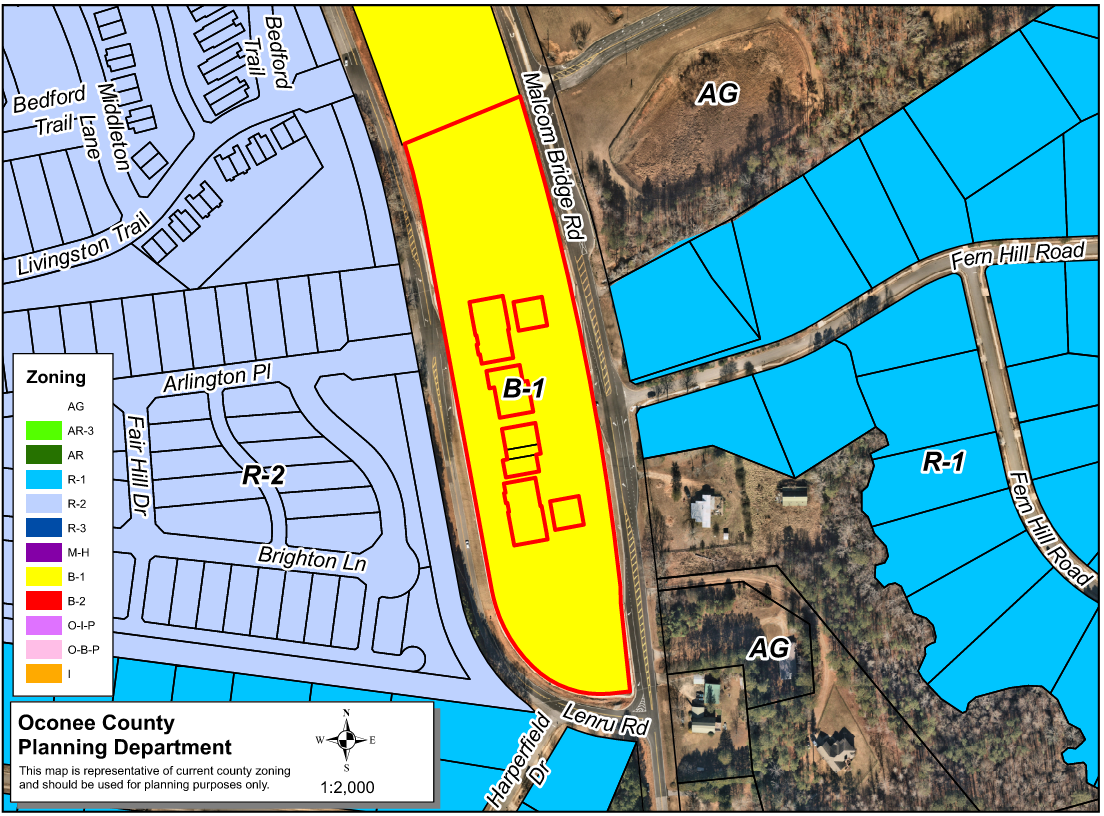 Bedford
Trail
Middleton
Lane
Bedford
Trail
Malcom Bridge Rd
AG
Livingston Trail
Fern Hill Road
Zoning
AG
AR-3
AR
R-1
R-2
R-3
M-H
B-1
B-2
O-I-P
O-B-P
I
Arlington Pl
Fair Hill Dr
R-2
Brighton Ln
B-1
R-1
Fern Hill Road
AG
Lenru Rd
Harperfield
Dr
Oconee County
Planning Department
This map is representative of current county zoning
and should be used for planning purposes only.
N
W E
S
1:2,000